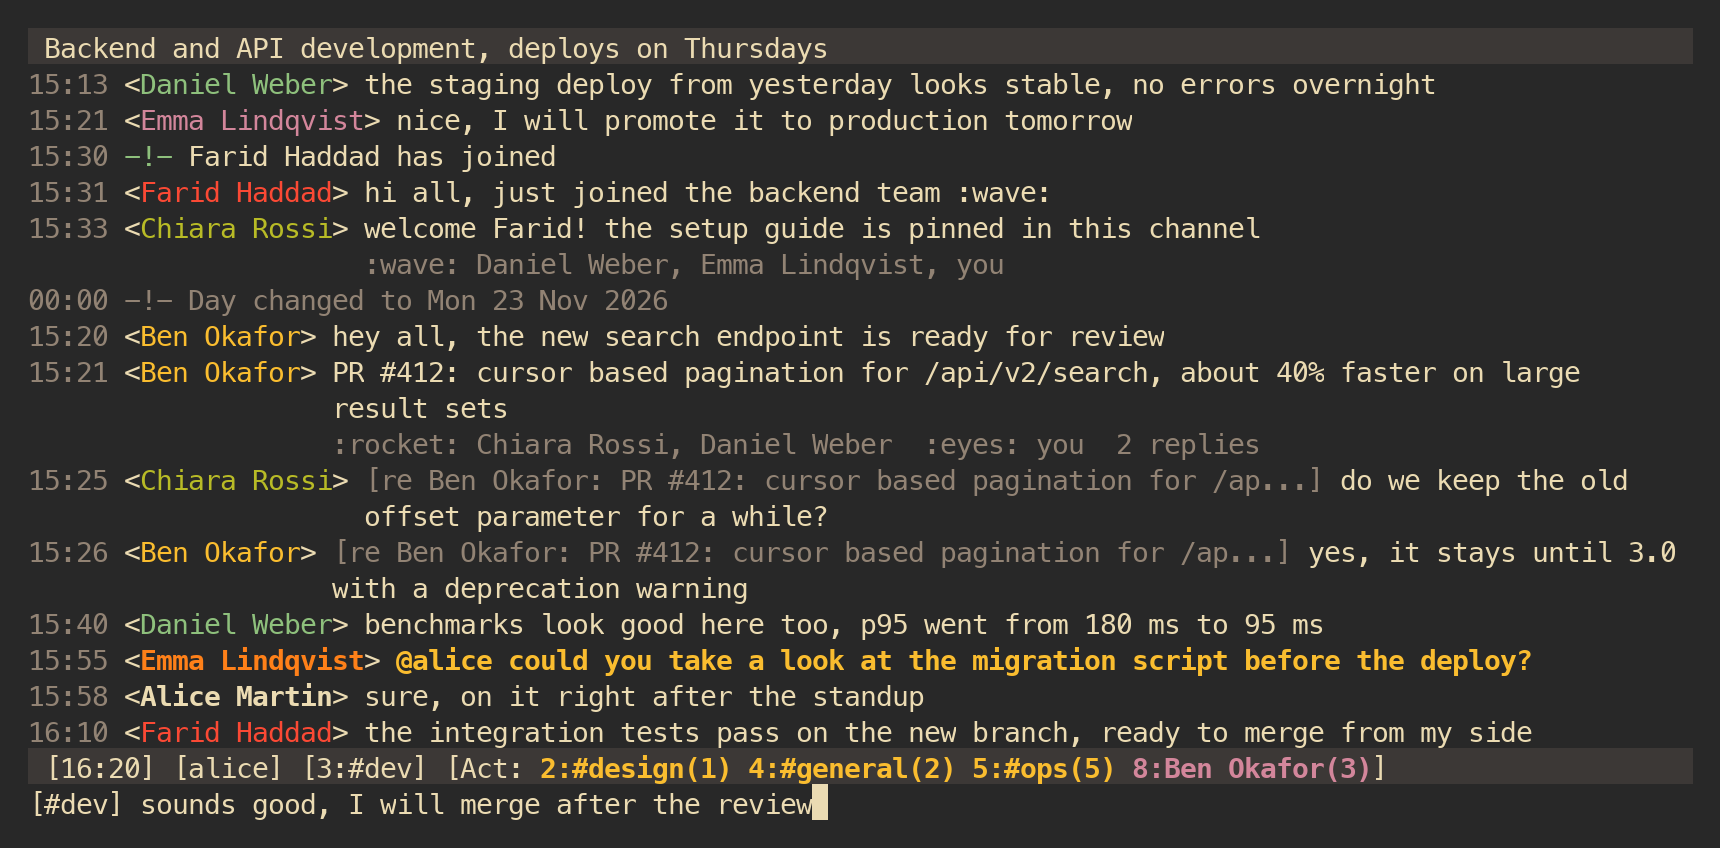 Backend and API development, deploys on Thursdays
15:13 <Daniel Weber> the staging deploy from yesterday looks stable, no errors overnight
15:21 <Emma Lindqvist> nice, I will promote it to production tomorrow
15:30 -!- Farid Haddad has joined
15:31 <Farid Haddad> hi all, just joined the backend team :wave:
15:33 <Chiara Rossi> welcome Farid! the setup guide is pinned in this channel
:wave: Daniel Weber, Emma Lindqvist, you
00:00 -!- Day changed to Mon 23 Nov 2026
15:20 <Ben Okafor> hey all, the new search endpoint is ready for review
15:21 <Ben Okafor> PR #412: cursor based pagination for /api/v2/search, about 40% faster on large
result sets
:rocket: Chiara Rossi, Daniel Weber  :eyes: you  2 replies
15:25 <Chiara Rossi> [re Ben Okafor: PR #412: cursor based pagination for /ap...] do we keep the old
offset parameter for a while?
15:26 <Ben Okafor> [re Ben Okafor: PR #412: cursor based pagination for /ap...] yes, it stays until 3.0
with a deprecation warning
15:40 <Daniel Weber> benchmarks look good here too, p95 went from 180 ms to 95 ms
15:55 <Emma Lindqvist> @alice could you take a look at the migration script before the deploy?
15:58 <Alice Martin> sure, on it right after the standup
16:10 <Farid Haddad> the integration tests pass on the new branch, ready to merge from my side
[16:20] [alice] [3:#dev] [Act: 2:#design(1) 4:#general(2) 5:#ops(5) 8:Ben Okafor(3)]
[#dev] sounds good, I will merge after the review